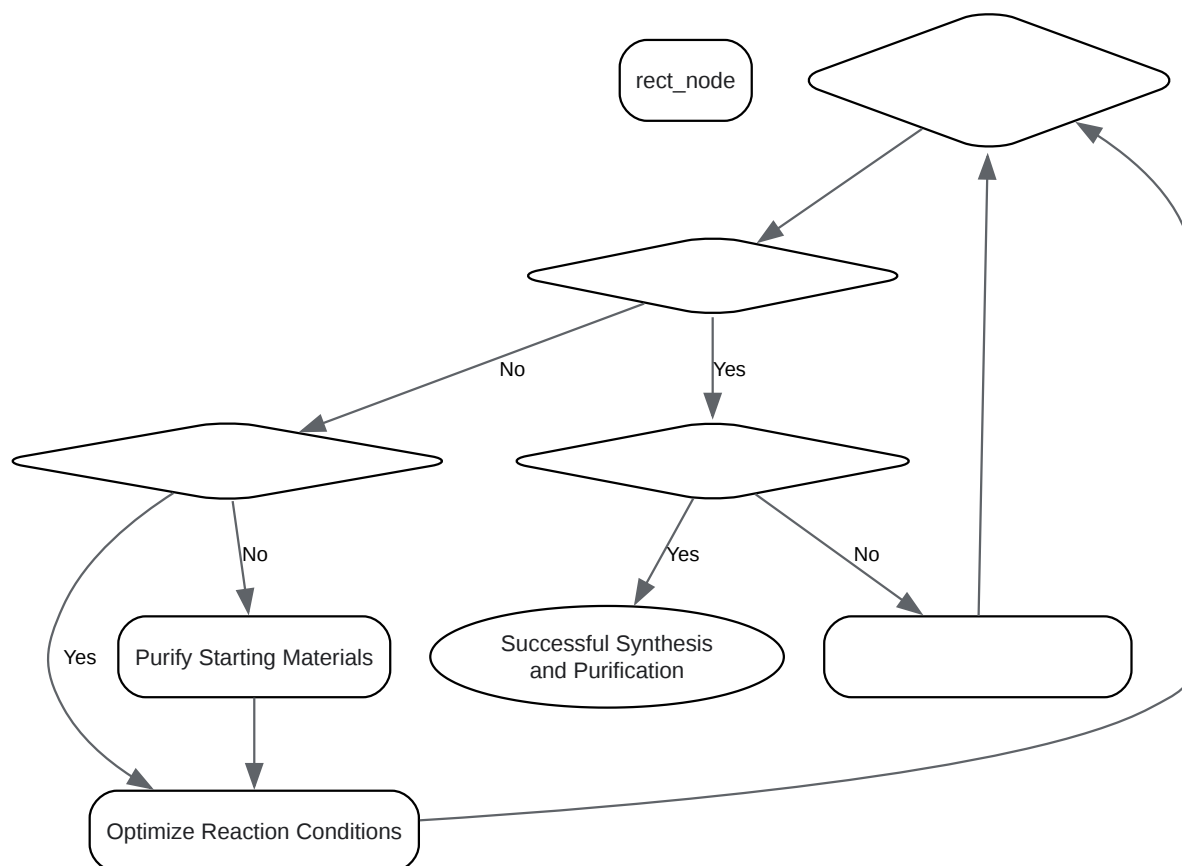 rect_node
No
Yes
No
Yes
No
Yes
Purify Starting Materials
Successful Synthesis
and Purification
Optimize Reaction Conditions